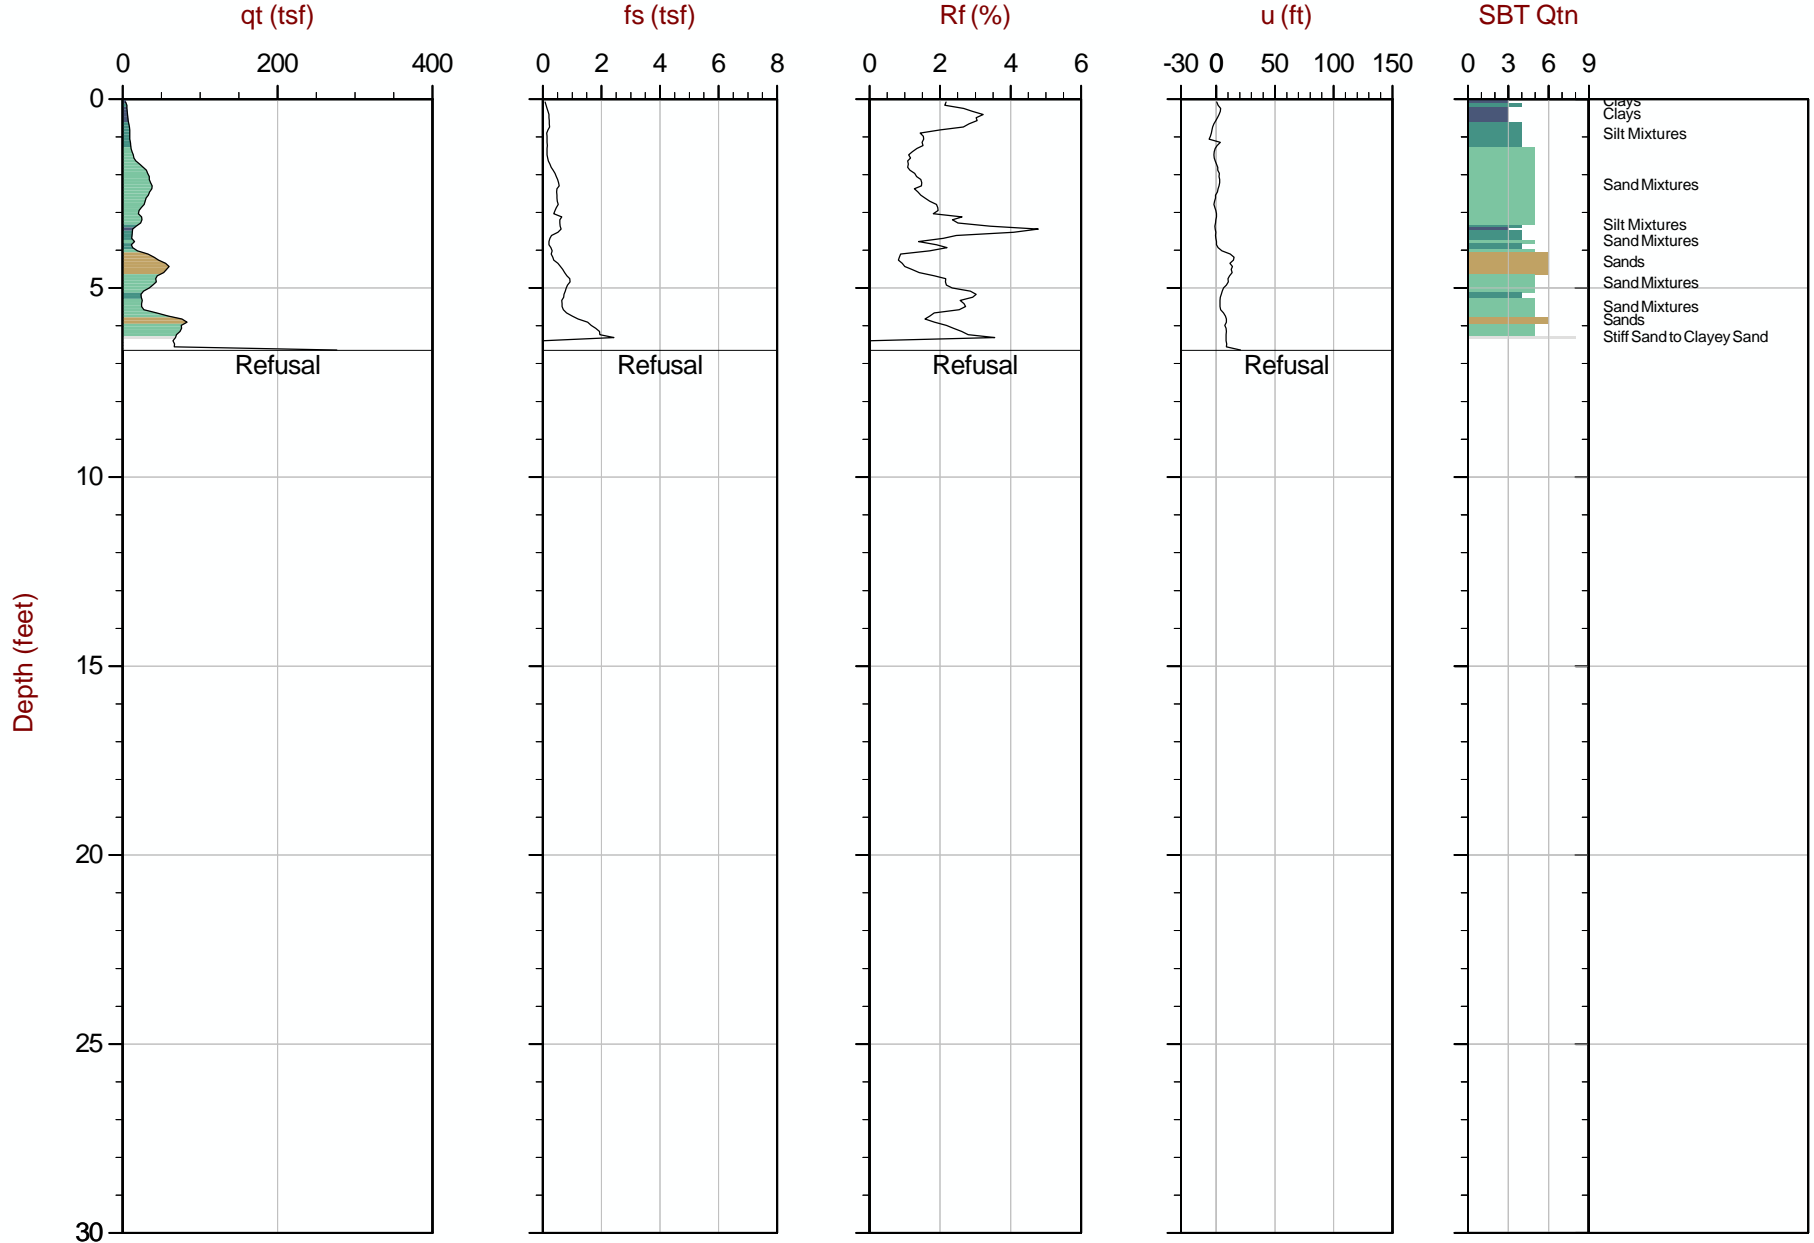 qt (tsf) fs (tsf) Rf (%) u (ft) SBT Qtn
0 200 400 0 2 4 6 8 0 2 4 6 -30 0 50 100 150 0 3 6 9
0
Clays
Clays
Silt Mixtures
Sand Mixtures
Silt Mixtures
Sand Mixtures
Sands
Sand Mixtures
5
Sand Mixtures
Sands
Stiff Sand to Clayey Sand
Refusal Refusal Refusal Refusal
10
15
Depth (feet)
20
25
30